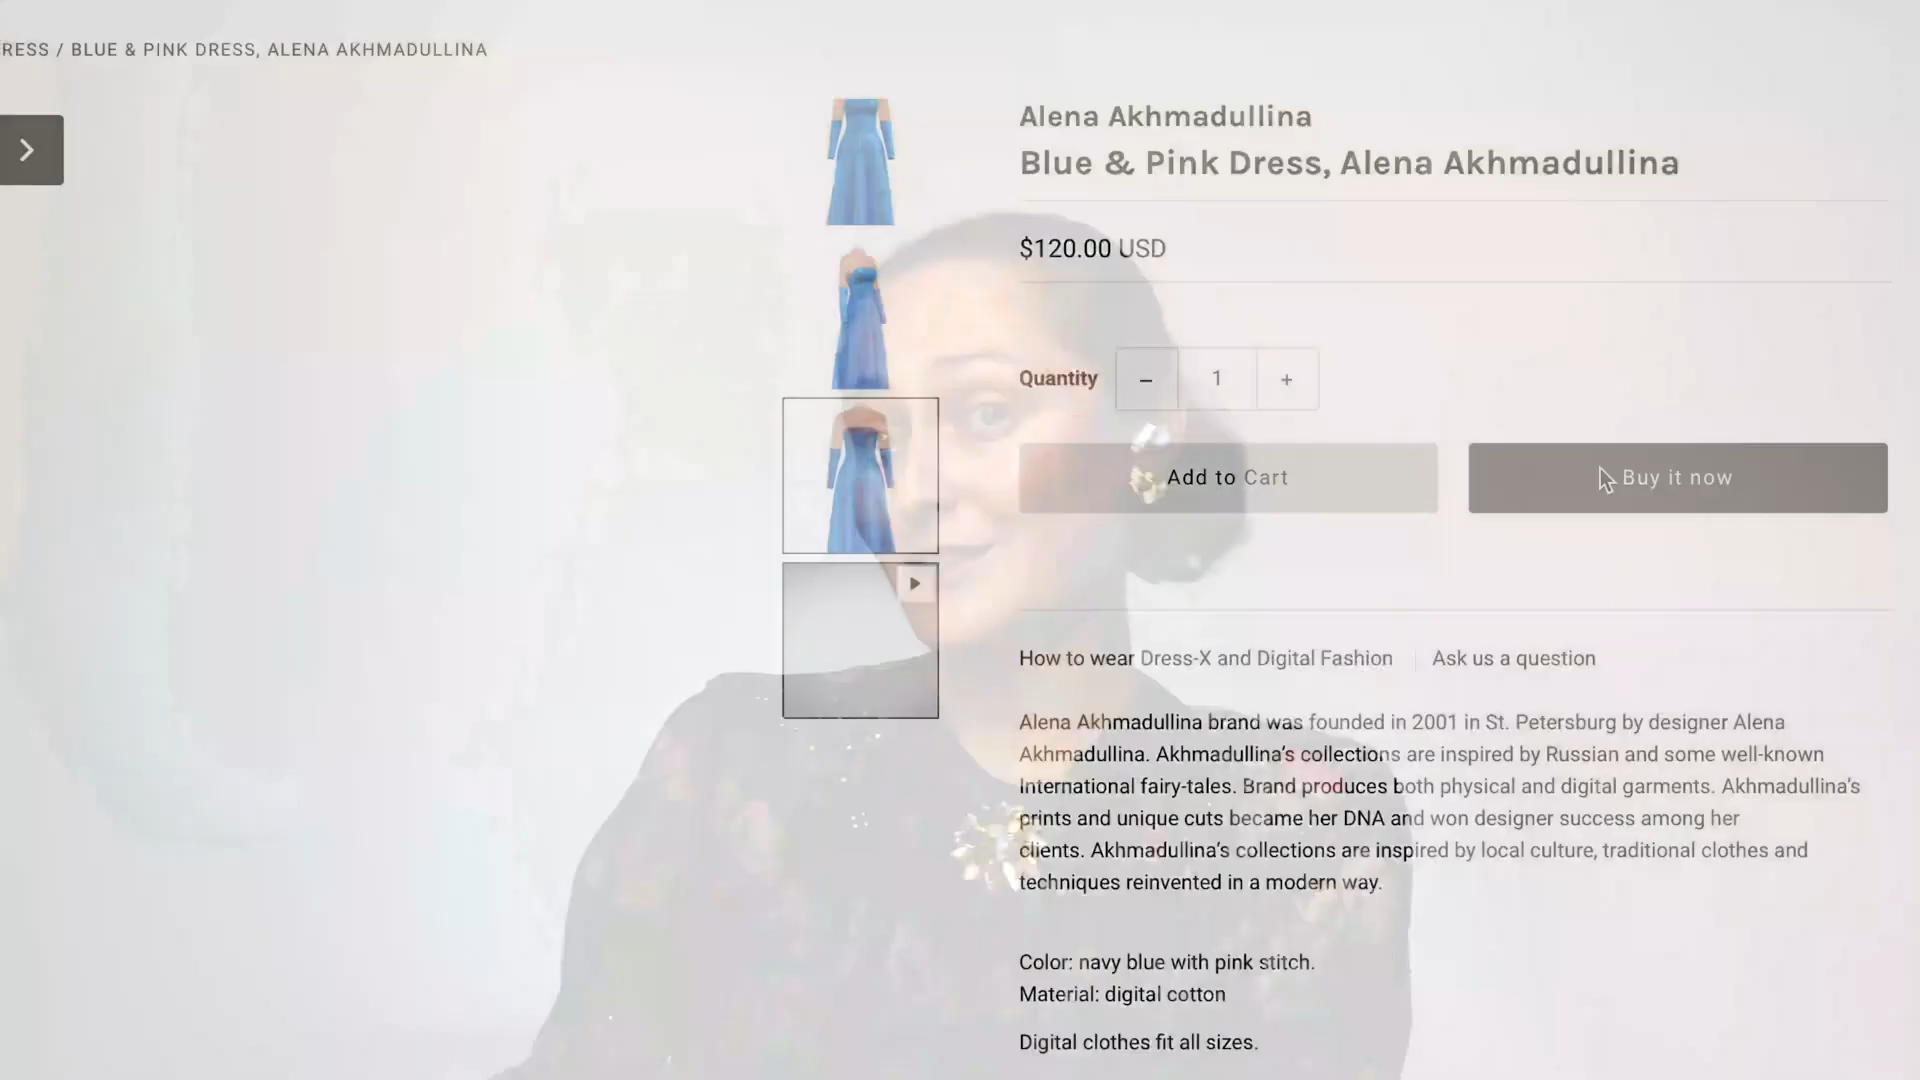 RESS / BLUE & PINK DRESS, ALENA AKHMADULLINA
Alena Akhmadullina
Blue & Pink Dress, Alena Akhmadullina
$120.00 USD
Quantity
1
Add to Cart
Buy it now
How to wear Dress-X and Digital Fashion
Ask us a question
Alena Akhmadullina brand was founded in 2001 in St. Petersburg by designer Alena
Akhmadullina. Akhmadullina's collections are inspired by Russian and some well-known
International fairy-tales. Brand produces both physical and digital garments. Akhmadullina's
prints and unique cuts became her DNA and won designer success among her
clients. Akhmadullina's collections are inspired by local culture, traditional clothes and
techniques reinvented in a modern way.
Color: navy blue with pink stitch.
Material: digital cotton
Digital clothes fit all sizes.